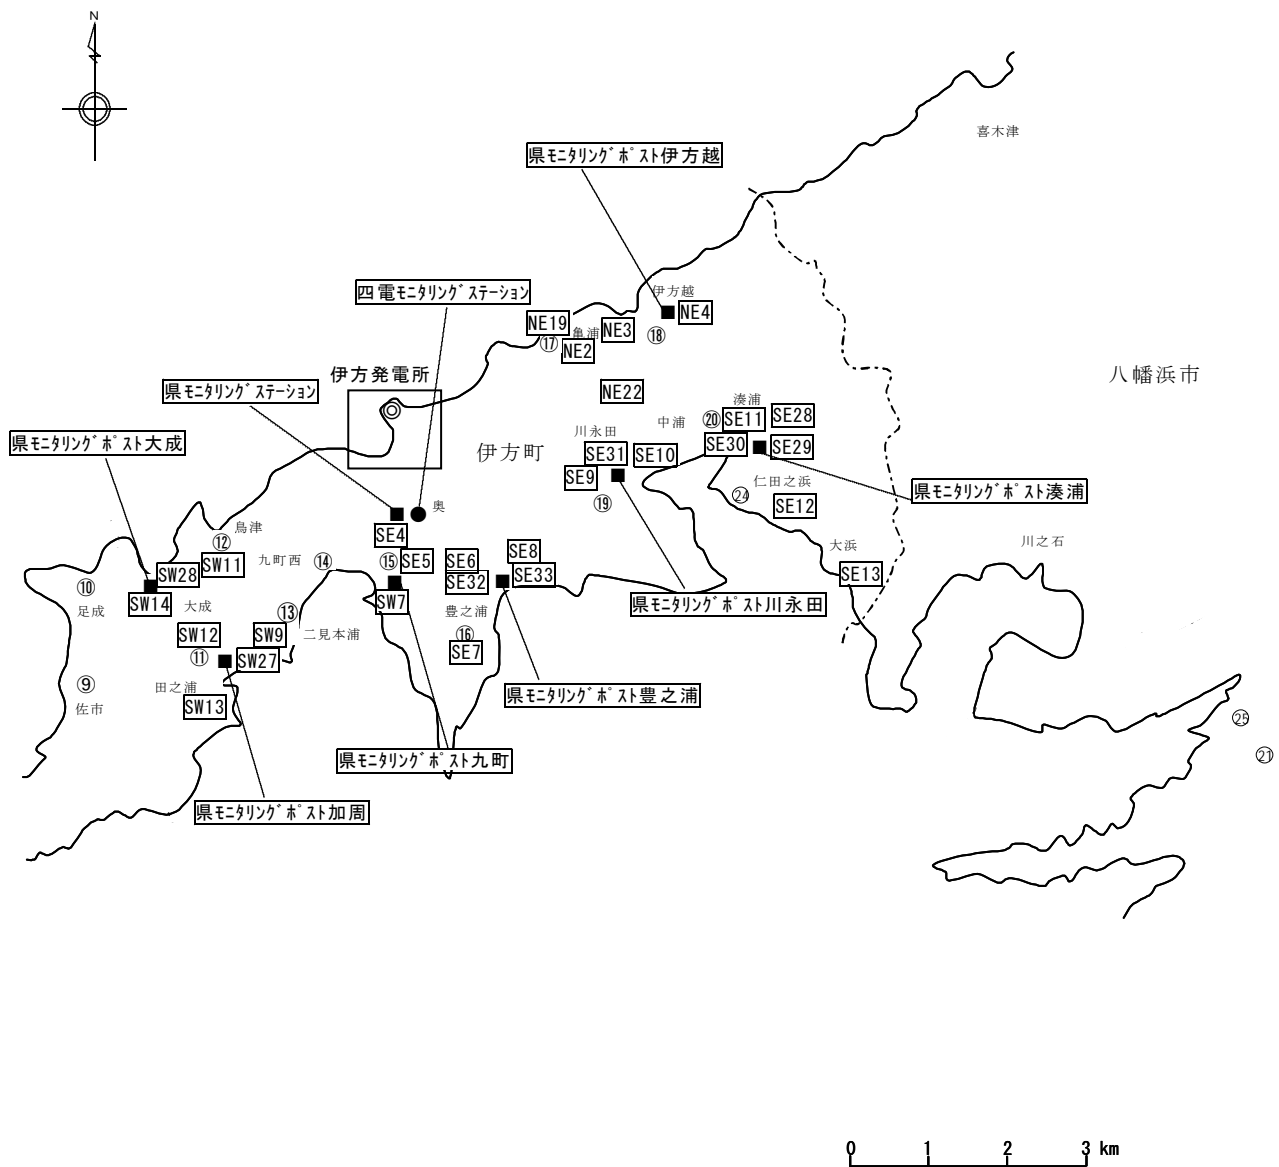 N
喜木津
県ﾓﾆﾀﾘﾝｸﾞﾎﾟｽﾄ伊方越
四電ﾓﾆﾀﾘﾝｸﾞｽﾃｰｼｮﾝ
伊方越
NE4
NE19
亀浦
NE3
⑱
⑰
NE2
伊方発電所
県ﾓﾆﾀﾘﾝｸﾞｽﾃｰｼｮﾝ
NE22
八幡浜市
湊浦
⑳
SE11
SE28
中浦
川永田
県ﾓﾆﾀﾘﾝｸﾞﾎﾟｽﾄ大成
伊方町
SE31
SE10
SE30
SE29
SE9
仁田之浜
県ﾓﾆﾀﾘﾝｸﾞﾎﾟｽﾄ湊浦
㉔
⑲
SE12
奥
鳥津
SE4
⑫
大浜
川之石
SW11
九町西
⑭
⑮
SE5
SE6
SE8
SW28
SE32
SE33
SE13
⑩
足成
SW14
大成
SW7
豊之浦
県ﾓﾆﾀﾘﾝｸﾞﾎﾟｽﾄ川永田
⑬
SW12
SW9
二見本浦
⑯
SE7
⑪
SW27
⑨
佐市
田之浦
SW13
県ﾓﾆﾀﾘﾝｸﾞﾎﾟｽﾄ豊之浦
㉕
㉑
県ﾓﾆﾀﾘﾝｸﾞﾎﾟｽﾄ九町
県ﾓﾆﾀﾘﾝｸﾞﾎﾟｽﾄ加周
0 1 2 3 km